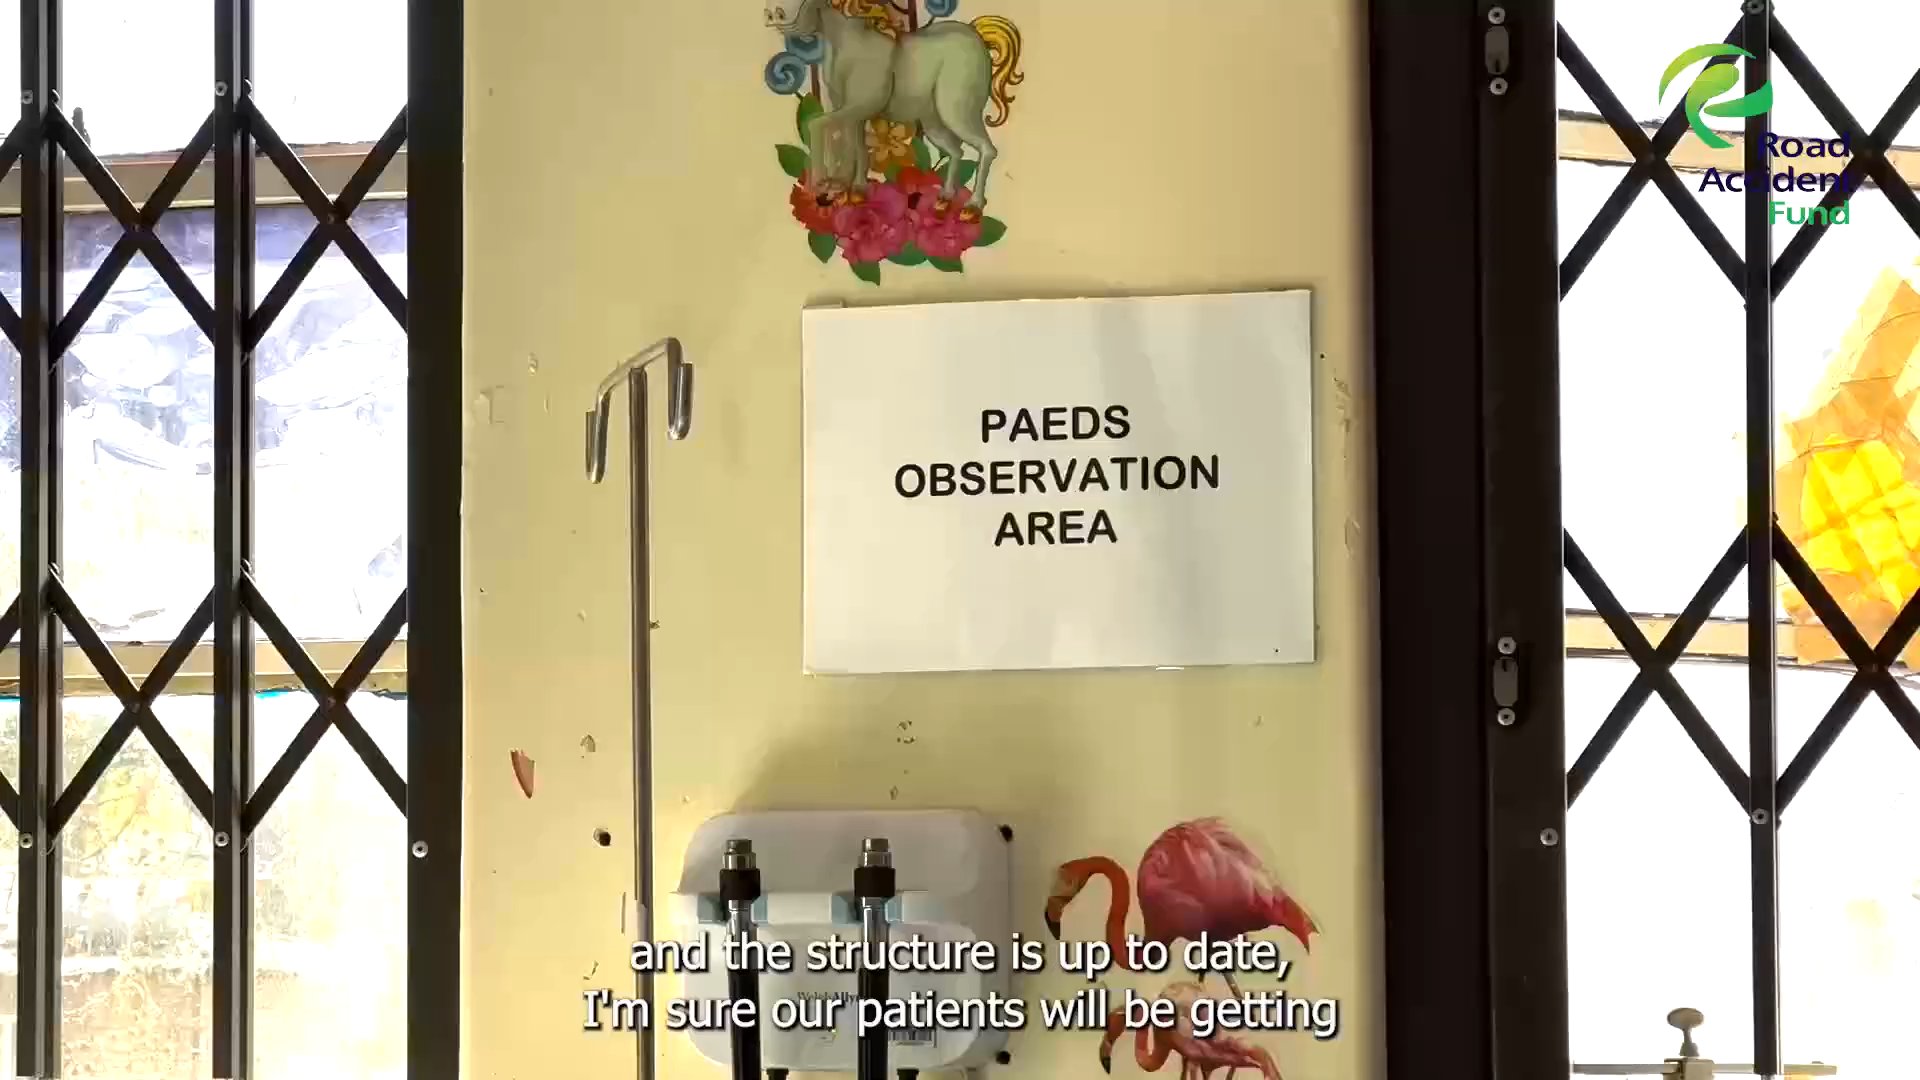 Road
Accident
Fund
PAEDS
OBSERVATION
AREA
WelchAllyn
and the structure is up to date,
I'm sure our patients will be getting